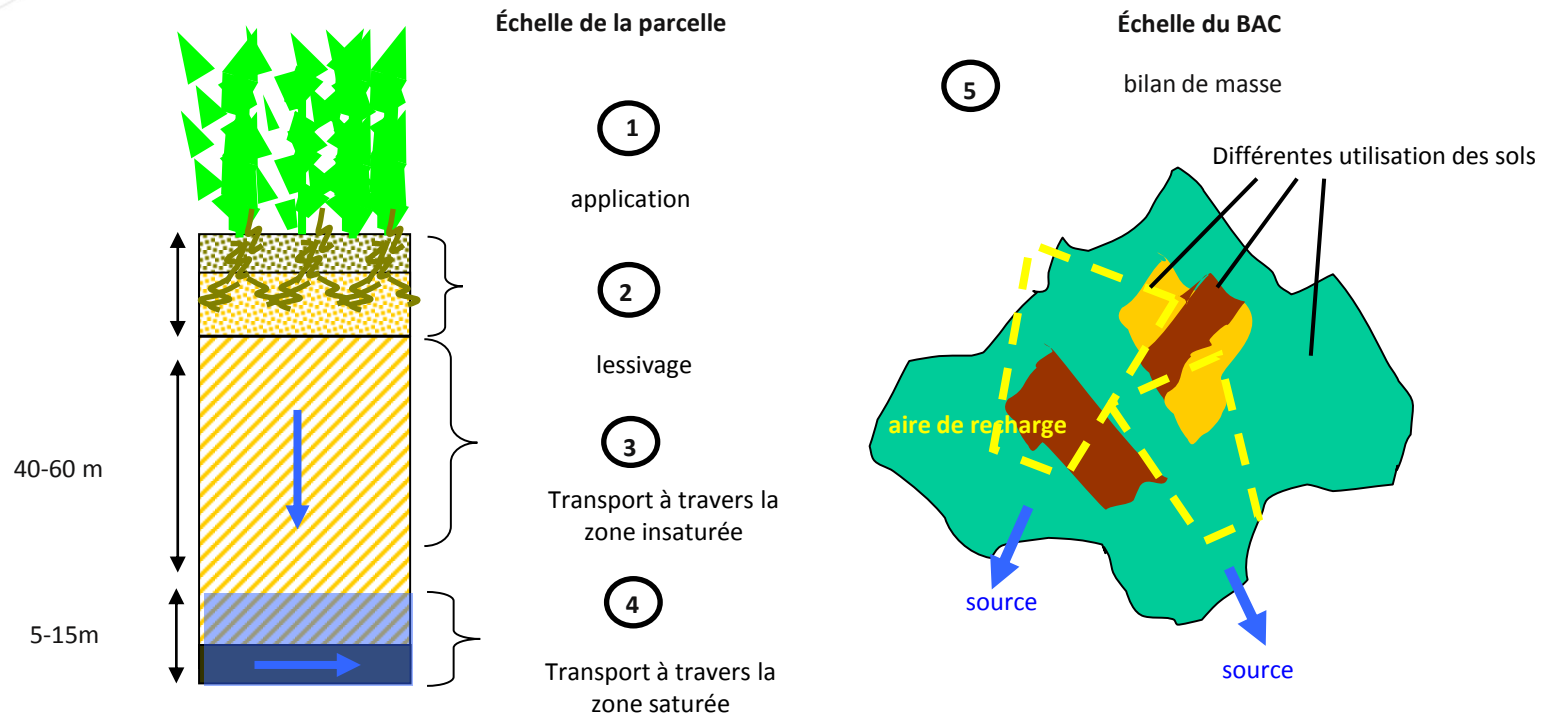 Échelle de la parcelle
1
application
2
lessivage
3
Transport à travers la
zone insaturée
4
Transport à travers la
zone saturée
40-60 m
5-15m
Échelle du BAC
5
bilan de masse
Différentes utilisation des sols
aire de recharge
source
source